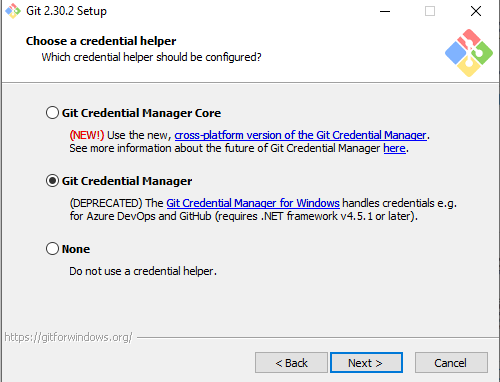 Git 2.30.2 Setup
Choose a credential helper
Which credential helper should be configured?
Git Credential Manager Core
(NEW!) Use the new, cross-platform version of the Git Credential Manager.
See more information about the future of Git Credential Manager here.
Git Credential Manager
(DEPRECATED) The Git Credential Manager for Windows handles credentials e.g.
for Azure DevOps and GitHub (requires .NET framework v4.5.1 or later).
None
Do not use a credential helper.
https://gitforwindows.org/
< Back
Next >
Cancel